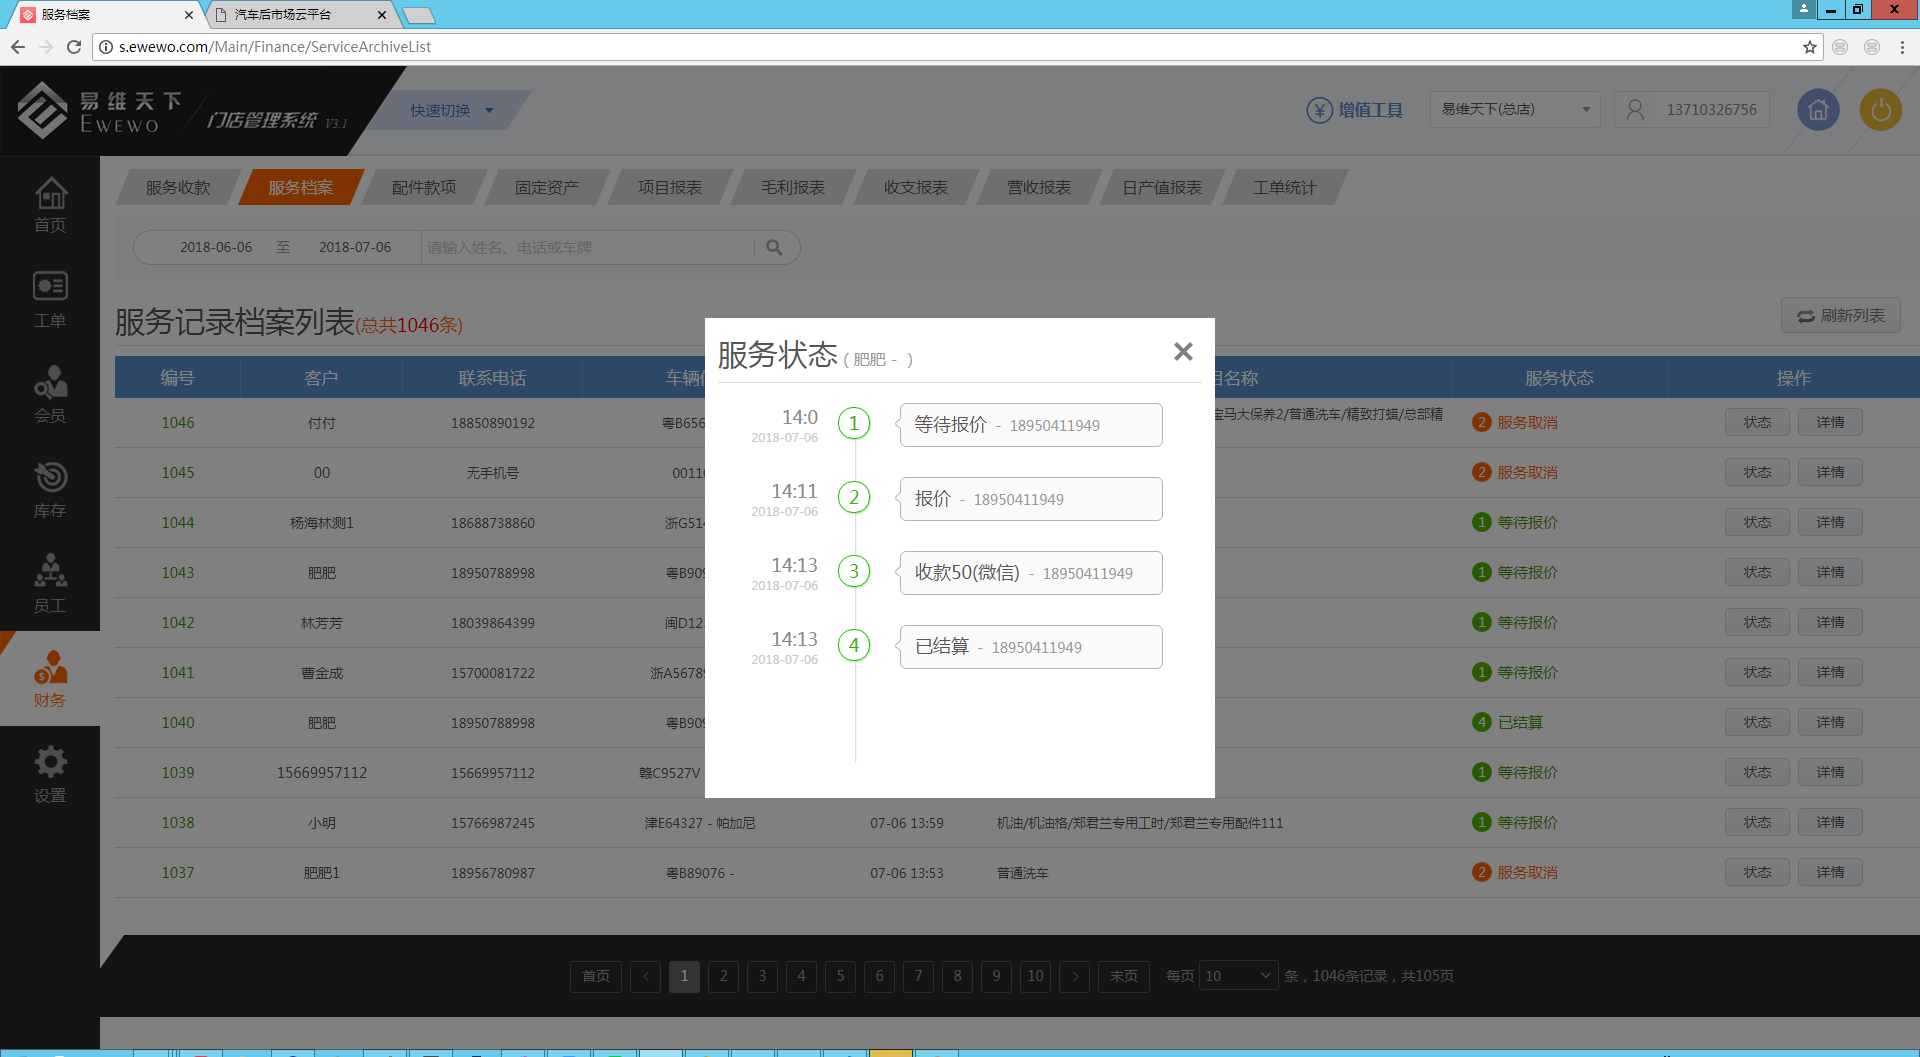 服务档案
汽车后市场云平台
s.ewewo.com/Main/Finance/ServiceArchiveList
易维天下
EWEWO
门店管理系统 V3.1
快速切换
¥ 增值工具
易维天下(总店)
13710326756
首页
工单
会员
库存
员工
财务
设置
服务收款 服务档案 配件款项 固定资产 项目报表 毛利报表 收支报表 营收报表 日产值报表 工单统计
2018-06-06 至 2018-07-06 请输入姓名、电话或车牌
服务记录档案列表(总共1046条)
刷新列表
编号 客户 联系电话 车辆 名称 服务状态 操作
1046 付付 18850890192 粤B656 宝马大保养2/普通洗车/精致打蜡/总部精 2 服务取消 状态 详情
1045 00 无手机号 0011 2 服务取消 状态 详情
1044 杨海林测1 18688738860 浙G514 1 等待报价 状态 详情
1043 肥肥 18950788998 粤B909 1 等待报价 状态 详情
1042 林芳芳 18039864399 闽D12 1 等待报价 状态 详情
1041 曹金成 15700081722 浙A5678 1 等待报价 状态 详情
1040 肥肥 18950788998 粤B909 4 已结算 状态 详情
1039 15669957112 15669957112 赣C9527V 1 等待报价 状态 详情
1038 小明 15766987245 津E64327 - 帕加尼 07-06 13:59 机油/机油格/郑君兰专用工时/郑君兰专用配件111 1 等待报价 状态 详情
1037 肥肥1 18956780987 粤B89076 - 07-06 13:53 普通洗车 2 服务取消 状态 详情
服务状态 ( 肥肥 - )
14:0
2018-07-06
1
等待报价 - 18950411949
14:11
2018-07-06
2
报价 - 18950411949
14:13
2018-07-06
3
收款50(微信) - 18950411949
14:13
2018-07-06
4
已结算 - 18950411949
首页 < 1 2 3 4 5 6 7 8 9 10 > 末页 每页 10 条，1046条记录，共105页